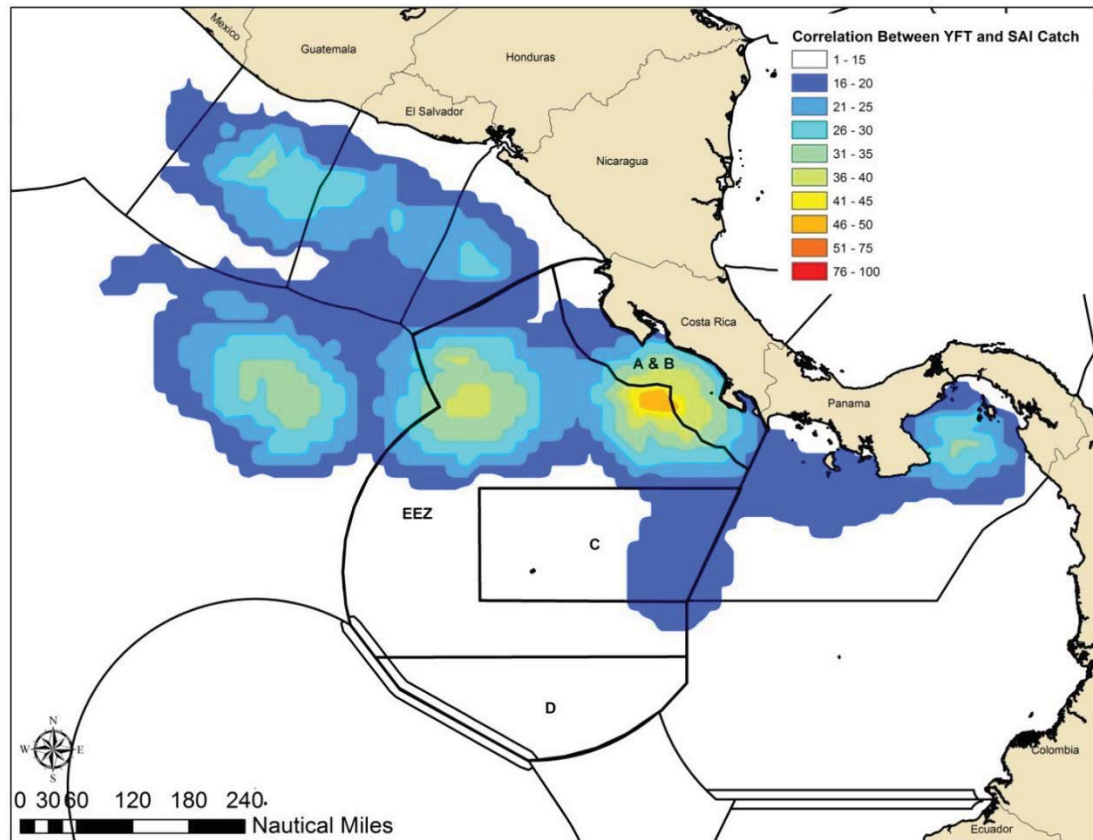 Mexico
Guatemala
Honduras
El Salvador
Nicaragua
Costa Rica
Panama
Colombia
Ecuador
Correlation Between YFT and SAI Catch
1 - 15
16 - 20
21 - 25
26 - 30
31 - 35
36 - 40
41 - 45
46 - 50
51 - 75
76 - 100
A & B
EEZ
C
D
N
W E
S
0 30 60 120 180 240
Nautical Miles